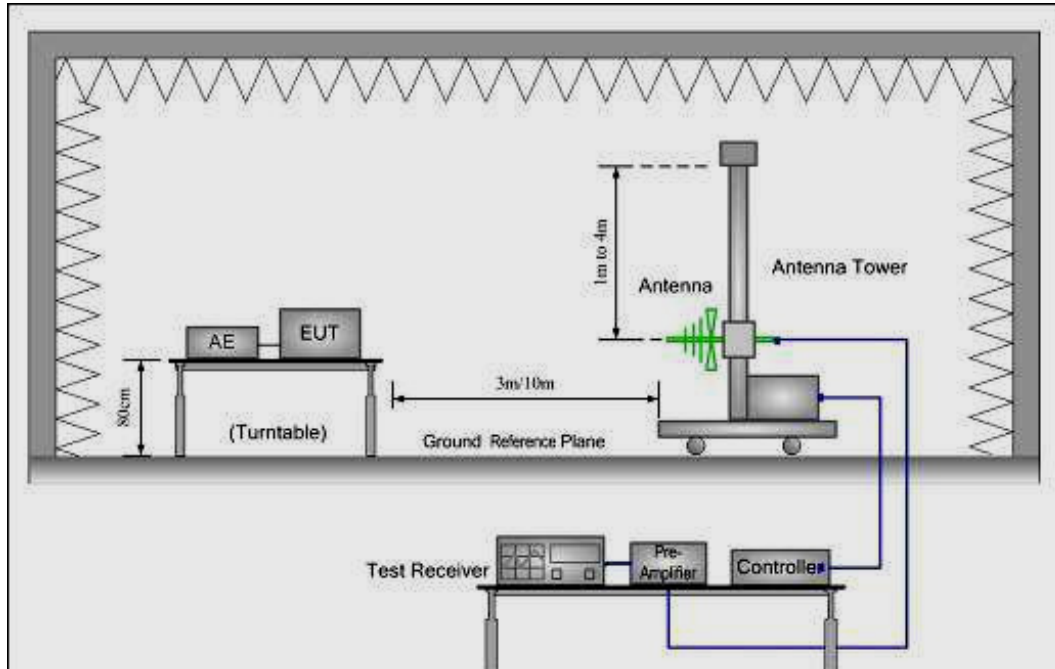 1m to 4m
Antenna
Antenna Tower
AE
EUT
80cm
3m/10m
(Turntable)
Ground Reference Plane
Test Receiver
Pre-
Amplifier
Controller